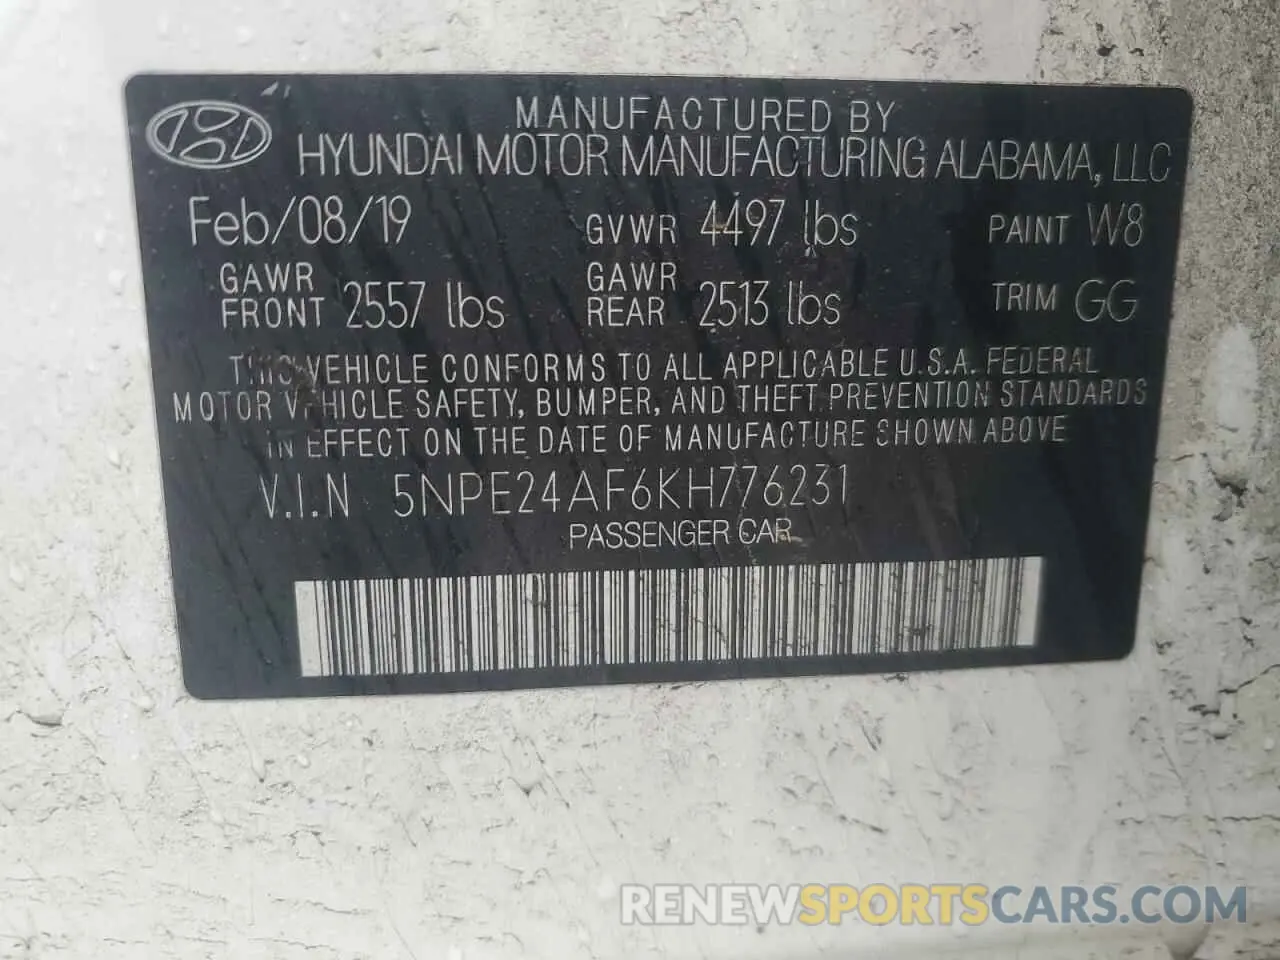 MANUFACTURED BY
HYUNDAI MOTOR MANUFACTURING ALABAMA, LLC
Feb/08/19 GVWR 4497 lbs PAINT W8
GAWR FRONT 2557 lbs GAWR REAR 2513 lbs TRIM GG
THIS VEHICLE CONFORMS TO ALL APPLICABLE U.S.A. FEDERAL
MOTOR VEHICLE SAFETY, BUMPER, AND THEFT PREVENTION STANDARDS
IN EFFECT ON THE DATE OF MANUFACTURE SHOWN ABOVE
V.I.N 5NPE24AF6KH776231
PASSENGER CAR
RENEWSPORTSCARS.COM